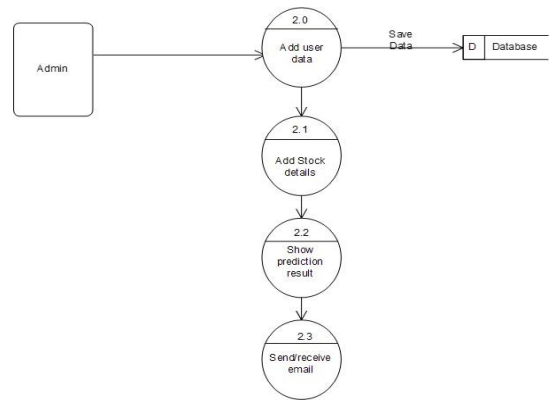 Admin
2.0
Add user
data
Save
Data
D
Database
2.1
Add Stock
details
2.2
Show
prediction
result
2.3
Send/receive
email